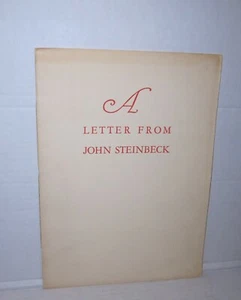 A
LETTER FROM
JOHN STEINBECK